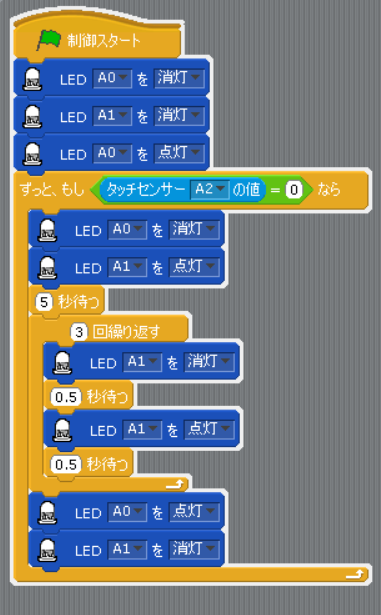 制御スタート
LED A0 を 消灯
LED A1 を 消灯
LED A0 を 点灯
ずっと、もし タッチセンサー A2 の値 = 0 なら
LED A0 を 消灯
LED A1 を 点灯
5 秒待つ
3 回繰り返す
LED A1 を 消灯
0.5 秒待つ
LED A1 を 点灯
0.5 秒待つ
LED A0 を 点灯
LED A1 を 消灯